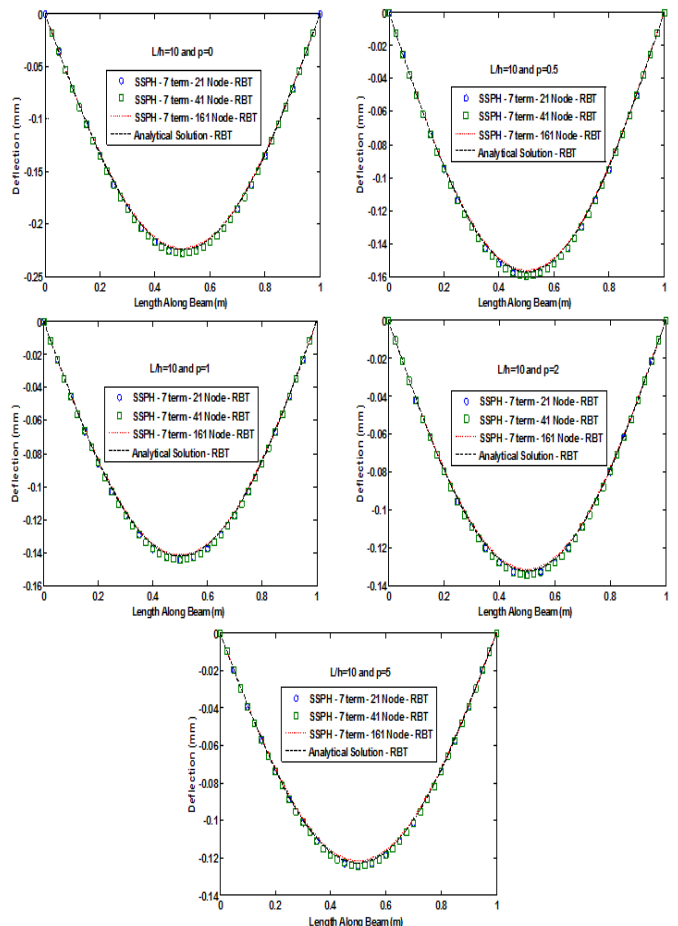 L/h=10 and p=0
SSPH - 7 term - 21 Node - RBT
SSPH - 7 term - 41 Node - RBT
SSPH - 7 term - 161 Node - RBT
Analytical Solution - RBT
Deflection (mm)
0
-0.05
-0.1
-0.15
-0.2
-0.25
0 0.2 0.4 0.6 0.8 1
Length Along Beam (m)
L/h=10 and p=0.5
SSPH - 7 term - 21 Node - RBT
SSPH - 7 term - 41 Node - RBT
SSPH - 7 term - 161 Node - RBT
Analytical Solution - RBT
Deflection (mm)
0
-0.02
-0.04
-0.06
-0.08
-0.1
-0.12
-0.14
-0.16
0 0.2 0.4 0.6 0.8 1
Length Along Beam (m)
L/h=10 and p=1
SSPH - 7 term - 21 Node - RBT
SSPH - 7 term - 41 Node - RBT
SSPH - 7 term - 161 Node - RBT
Analytical Solution - RBT
Deflection (mm)
0
-0.02
-0.04
-0.06
-0.08
-0.1
-0.12
-0.14
-0.16
0 0.2 0.4 0.6 0.8 1
Length Along Beam (m)
L/h=10 and p=2
SSPH - 7 term - 21 Node - RBT
SSPH - 7 term - 41 Node - RBT
SSPH - 7 term - 161 Node - RBT
Analytical Solution - RBT
Deflection (mm)
0
-0.02
-0.04
-0.06
-0.08
-0.1
-0.12
-0.14
0 0.2 0.4 0.6 0.8 1
Length Along Beam (m)
L/h=10 and p=5
SSPH - 7 term - 21 Node - RBT
SSPH - 7 term - 41 Node - RBT
SSPH - 7 term - 161 Node - RBT
Analytical Solution - RBT
Deflection (mm)
0
-0.02
-0.04
-0.06
-0.08
-0.1
-0.12
-0.14
0 0.2 0.4 0.6 0.8 1
Length Along Beam (m)